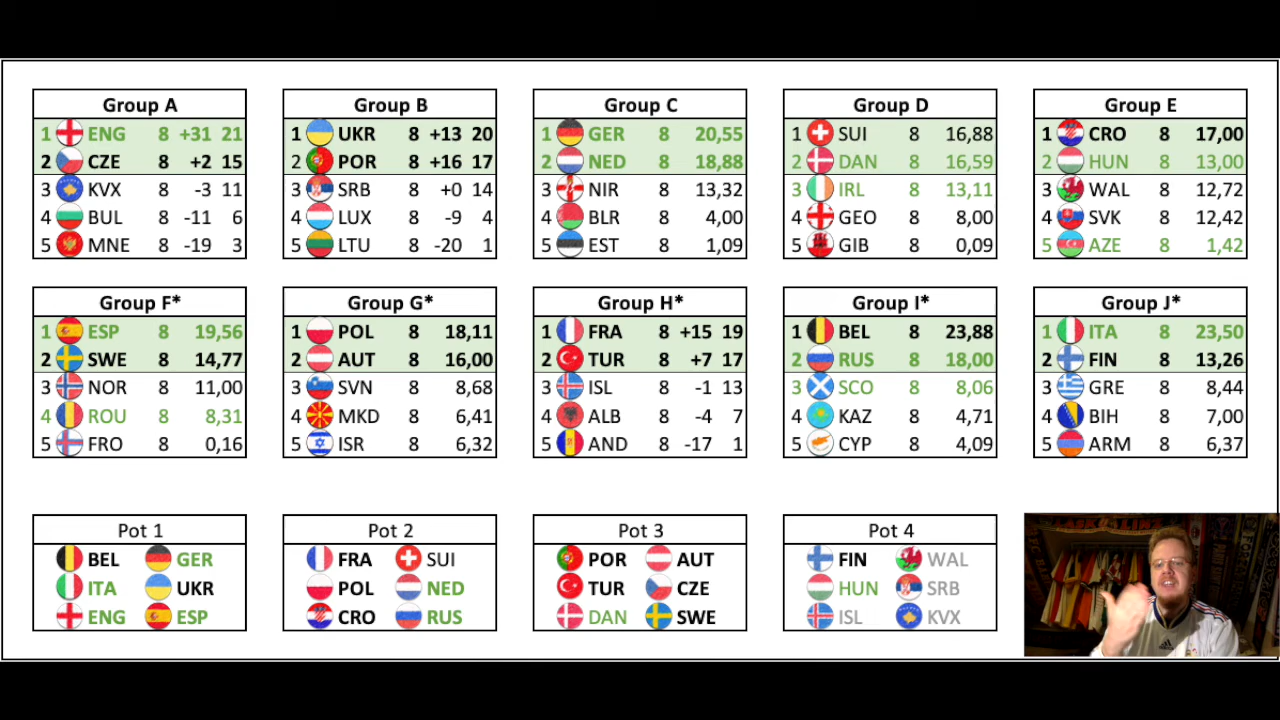 Group A
1 ENG 8 +31 21
2 CZE 8 +2 15
3 KVX 8 -3 11
4 BUL 8 -11 6
5 MNE 8 -19 3
Group B
1 UKR 8 +13 20
2 POR 8 +16 17
3 SRB 8 +0 14
4 LUX 8 -9 4
5 LTU 8 -20 1
Group C
1 GER 8 20,55
2 NED 8 18,88
3 NIR 8 13,32
4 BLR 8 4,00
5 EST 8 1,09
Group D
1 SUI 8 16,88
2 DAN 8 16,59
3 IRL 8 13,11
4 GEO 8 8,00
5 GIB 8 0,09
Group E
1 CRO 8 17,00
2 HUN 8 13,00
3 WAL 8 12,72
4 SVK 8 12,42
5 AZE 8 1,42
Group F*
1 ESP 8 19,56
2 SWE 8 14,77
3 NOR 8 11,00
4 ROU 8 8,31
5 FRO 8 0,16
Group G*
1 POL 8 18,11
2 AUT 8 16,00
3 SVN 8 8,68
4 MKD 8 6,41
5 ISR 8 6,32
Group H*
1 FRA 8 +15 19
2 TUR 8 +7 17
3 ISL 8 -1 13
4 ALB 8 -4 7
5 AND 8 -17 1
Group I*
1 BEL 8 23,88
2 RUS 8 18,00
3 SCO 8 8,06
4 KAZ 8 4,71
5 CYP 8 4,09
Group J*
1 ITA 8 23,50
2 FIN 8 13,26
3 GRE 8 8,44
4 BIH 8 7,00
5 ARM 8 6,37
Pot 1
BEL GER
ITA UKR
ENG ESP
Pot 2
FRA SUI
POL NED
CRO RUS
Pot 3
POR AUT
TUR CZE
DAN SWE
Pot 4
FIN WAL
HUN SRB
ISL KVX